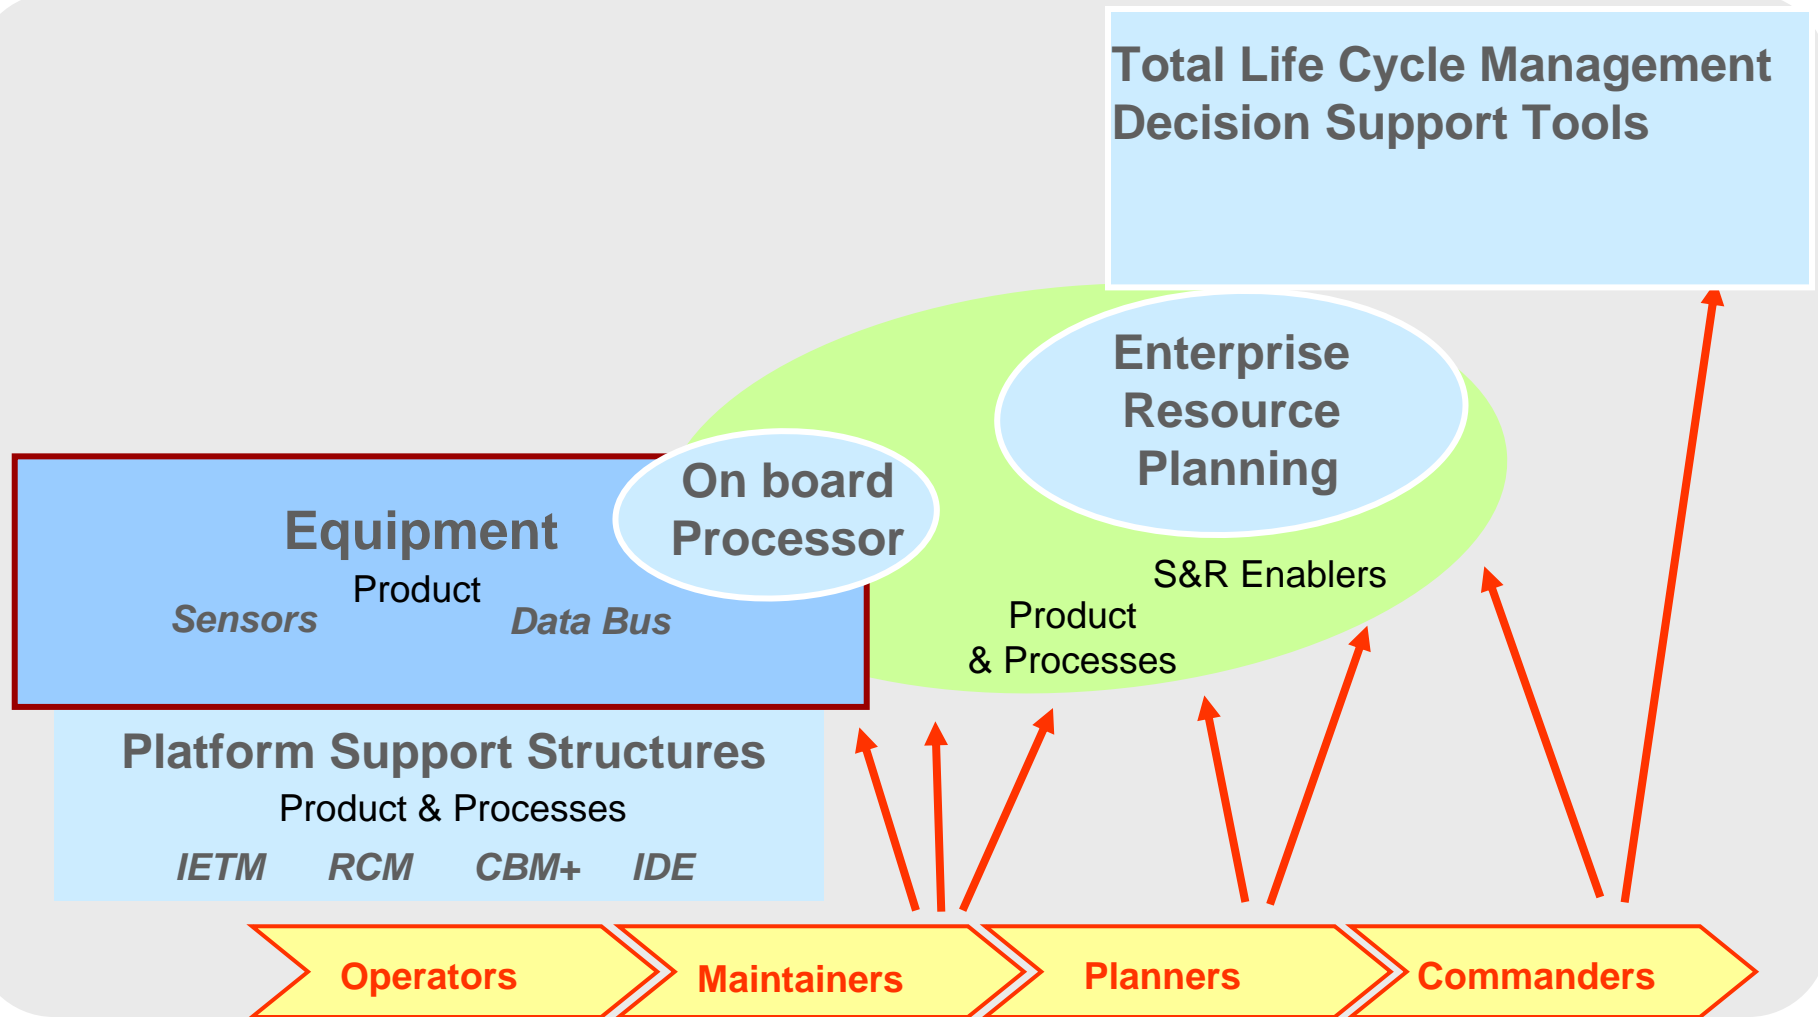 Total Life Cycle Management
Decision Support Tools
Enterprise
Resource
Planning
On board
Processor
Equipment
Product
Sensors
Data Bus
S&R Enablers
Product
& Processes
Platform Support Structures
Product & Processes
IETM RCM CBM+ IDE
Operators
Maintainers
Planners
Commanders